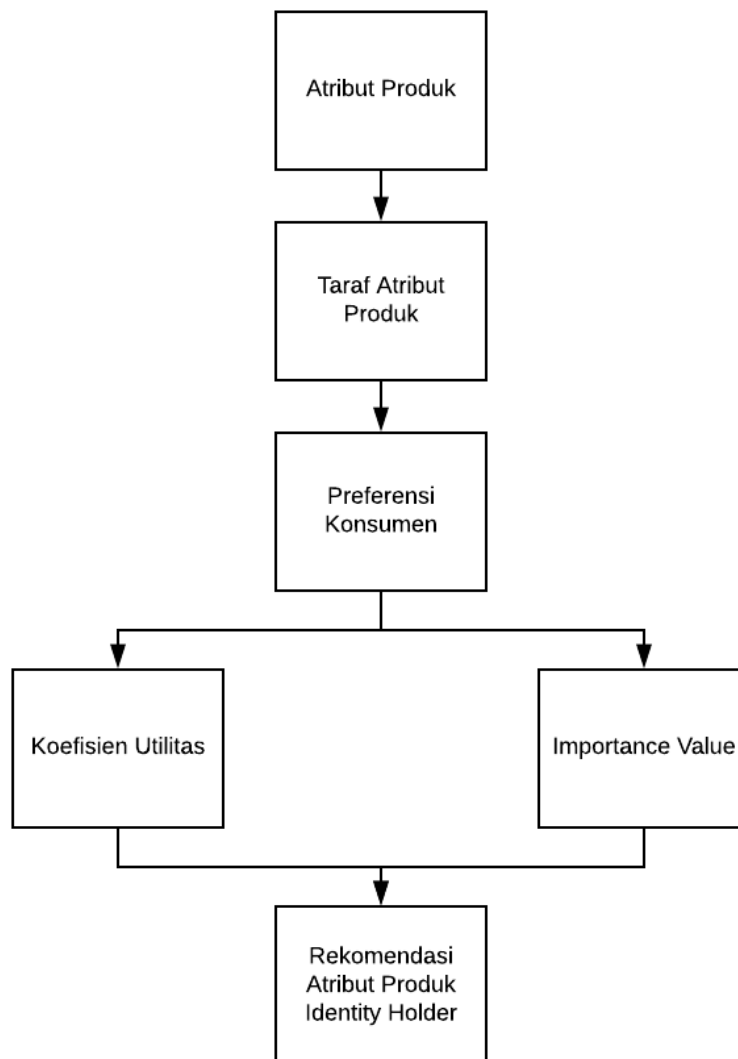 Atribut Produk
Taraf Atribut
Produk
Preferensi
Konsumen
Koefisien Utilitas
Importance Value
Rekomendasi
Atribut Produk
Identity Holder